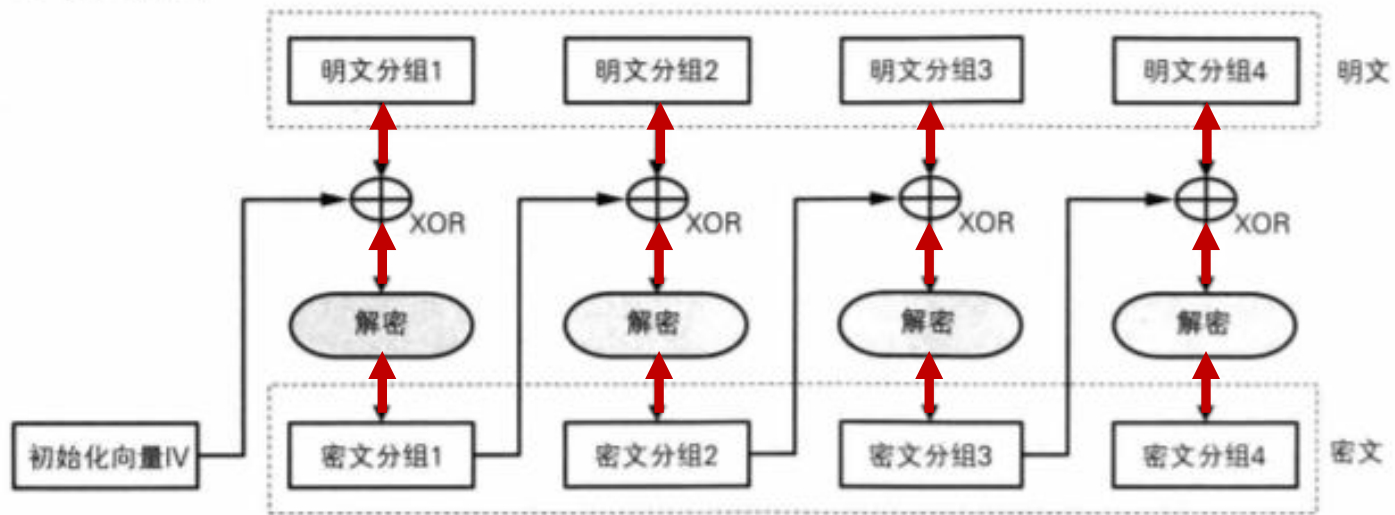 明文分组1 明文分组2 明文分组3 明文分组4 明文
XOR XOR XOR XOR
解密 解密 解密 解密
初始化向量IV 密文分组1 密文分组2 密文分组3 密文分组4 密文